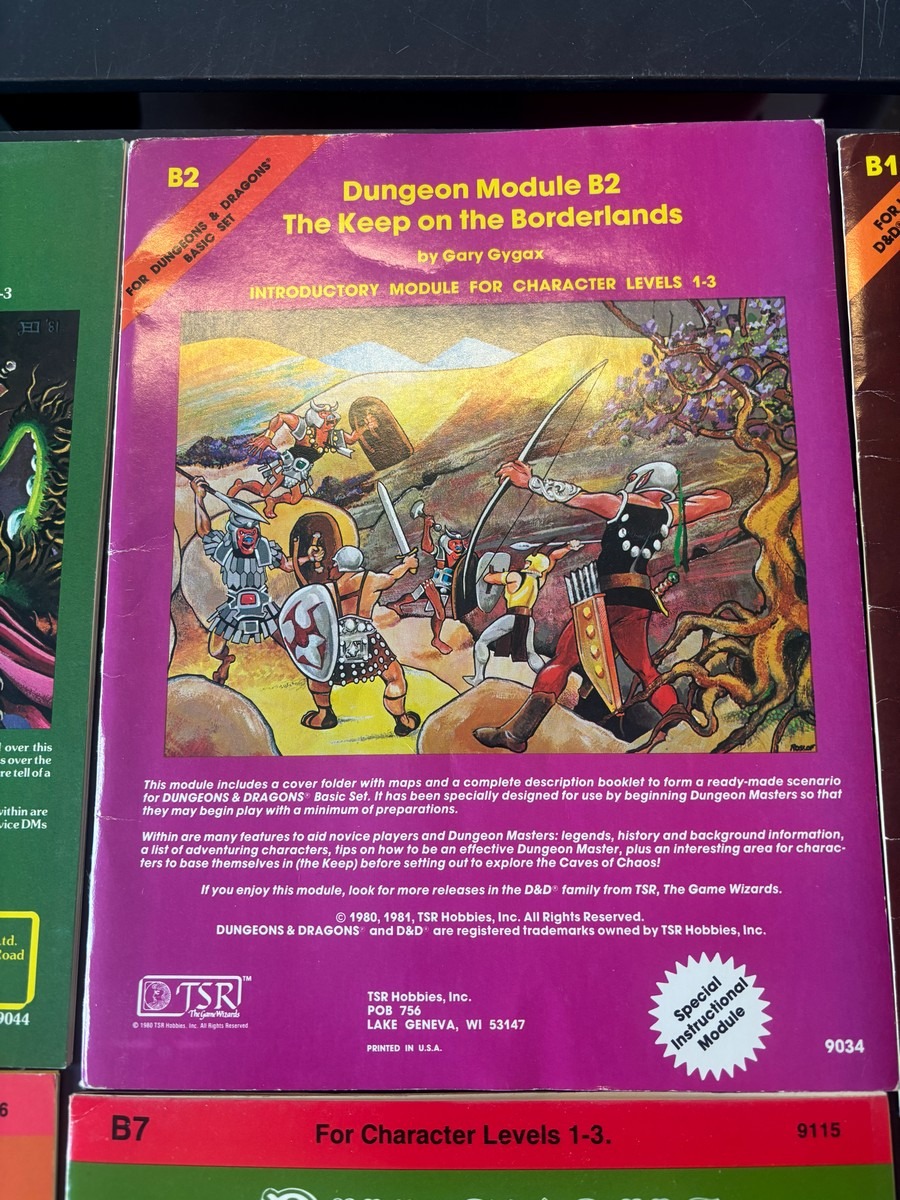 B2
FOR DUNGEONS & DRAGONS®
BASIC SET
Dungeon Module B2
The Keep on the Borderlands
by Gary Gygax
INTRODUCTORY MODULE FOR CHARACTER LEVELS 1-3
ROSLOF
This module includes a cover folder with maps and a complete description booklet to form a ready-made scenario
for DUNGEONS & DRAGONS® Basic Set. It has been specially designed for use by beginning Dungeon Masters so that
they may begin play with a minimum of preparations.
Within are many features to aid novice players and Dungeon Masters: legends, history and background information,
a list of adventuring characters, tips on how to be an effective Dungeon Master, plus an interesting area for charac-
ters to base themselves in (the Keep) before setting out to explore the Caves of Chaos!
If you enjoy this module, look for more releases in the D&D® family from TSR, The Game Wizards.
© 1980, 1981, TSR Hobbies, Inc. All Rights Reserved.
DUNGEONS & DRAGONS® and D&D® are registered trademarks owned by TSR Hobbies, Inc.
TSR™
The Game Wizards
© 1980 TSR Hobbies, Inc. All Rights Reserved
TSR Hobbies, Inc.
POB 756
LAKE GENEVA, WI 53147
PRINTED IN U.S.A.
Special
Instructional
Module
9034
-3
over this
s over the
re tell of a
within are
vice DMs
Ltd.
Road
9044
B1
FOR
D&D
6
B7
For Character Levels 1-3.
9115